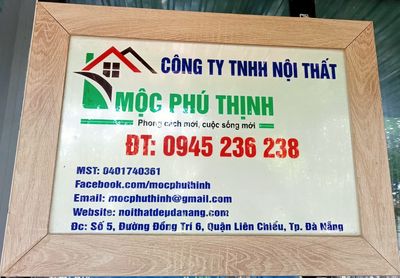 CÔNG TY TNHH NỘI THẤT
MỘC PHÚ THỊNH
Phong cách mới, cuộc sống mới
ĐT: 0945 236 238
MST: 0401740361
Facebook.com/mocphuthinh
Email: mocphuthinh@gmail.com
Website: noithatdepdanang.com
Đc: Số 5, Đường Đồng Trí 6, Quận Liên Chiểu, Tp. Đà Nẵng